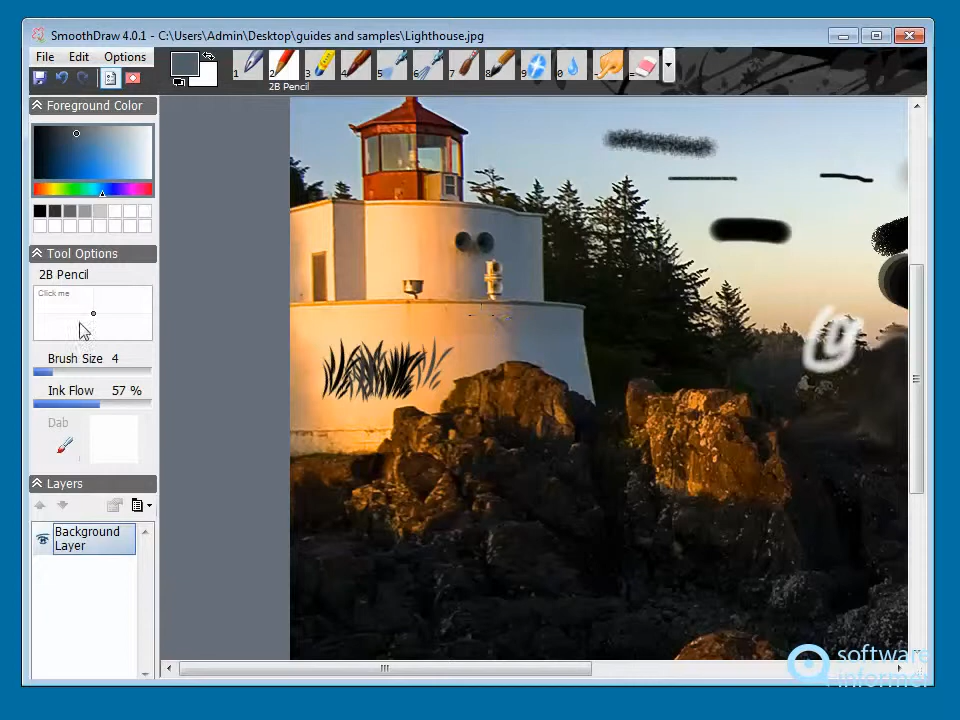 SmoothDraw 4.0.1 - C:\Users\Admin\Desktop\guides and samples\Lighthouse.jpg
File Edit Options
1 2 3 4 5 6 7 8 9 0 - =
2B Pencil
Foreground Color
Tool Options
2B Pencil
Click me
Brush Size 4
Ink Flow 57 %
Dab
Layers
Background
Layer
software
informer